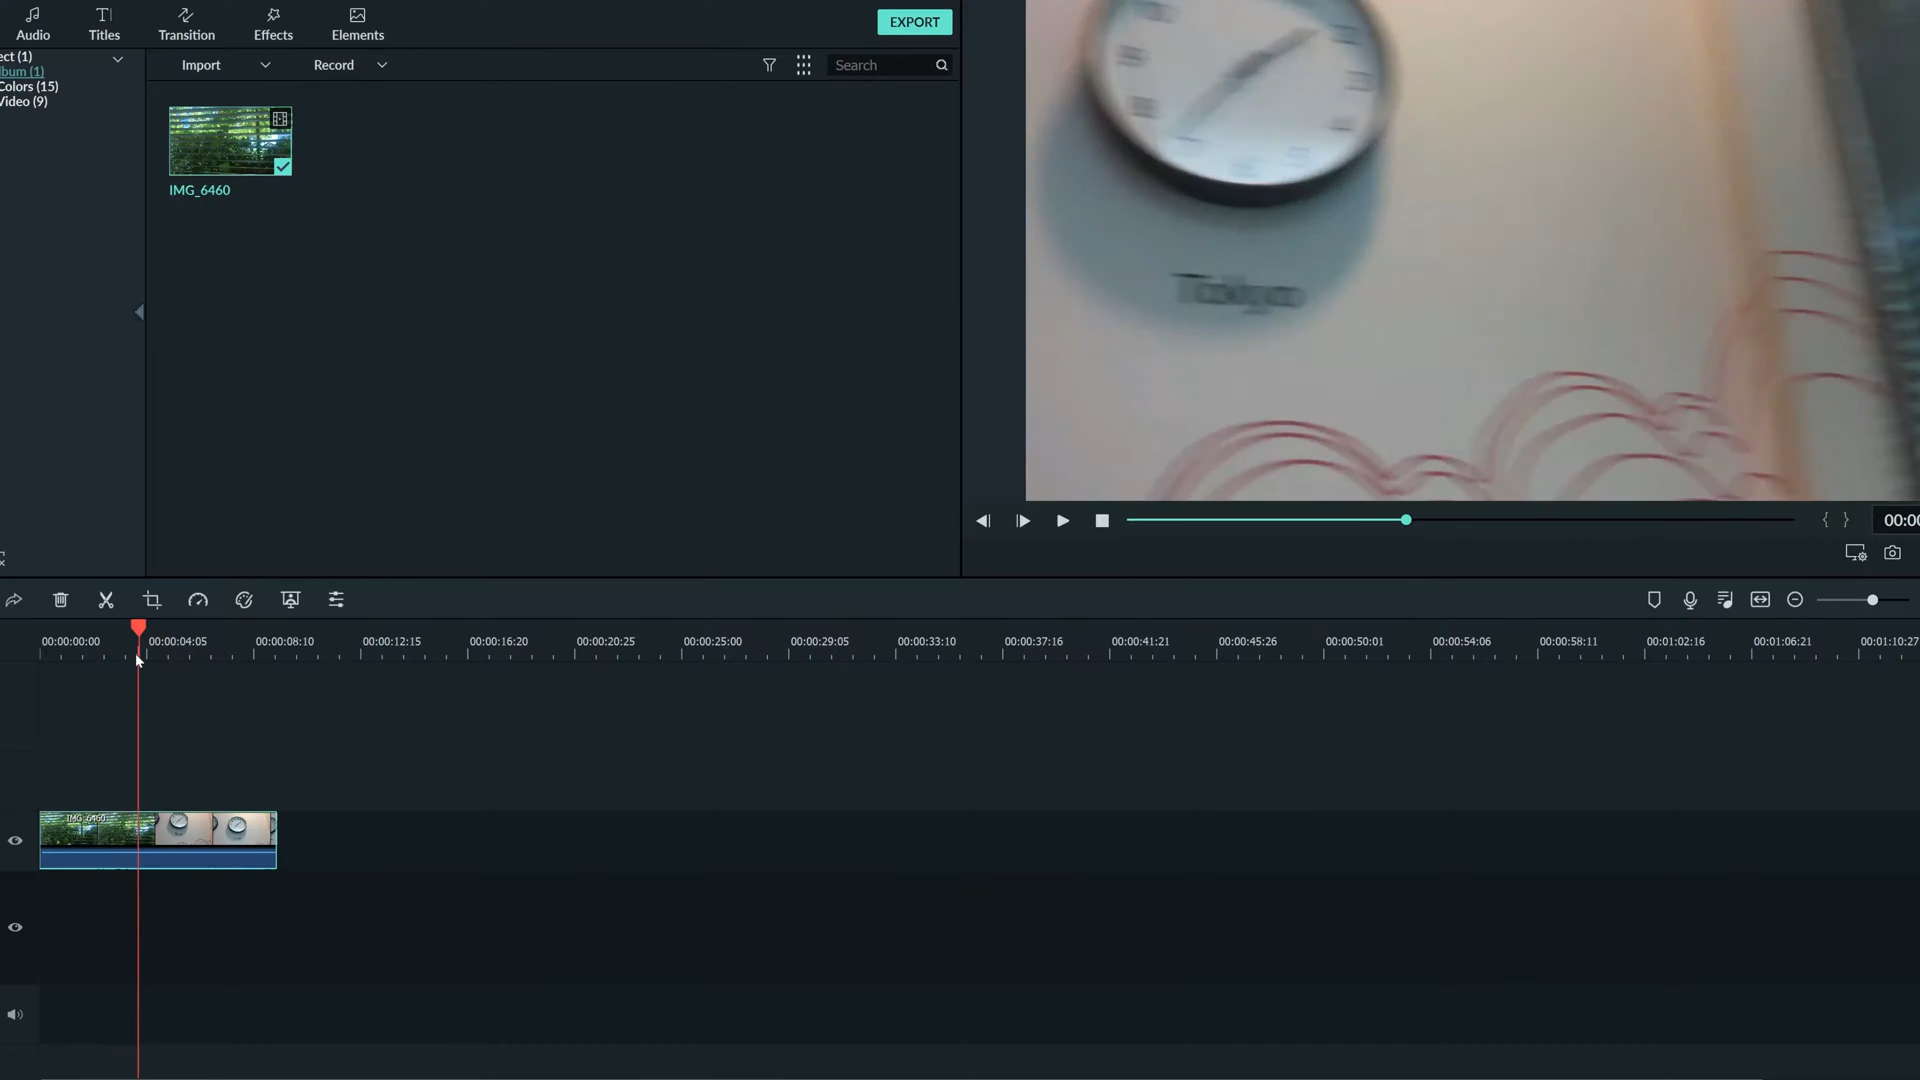 Audio
Titles
Transition
Effects
Elements
EXPORT
ect (1)
lbum (1)
Colors (15)
Video (9)
Import
Record
Search
IMG_6460
Tokyo
00:00
00:00:00:00
00:00:04:05
00:00:08:10
00:00:12:15
00:00:16:20
00:00:20:25
00:00:25:00
00:00:29:05
00:00:33:10
00:00:37:16
00:00:41:21
00:00:45:26
00:00:50:01
00:00:54:06
00:00:58:11
00:01:02:16
00:01:06:21
00:01:10:27
IMG_6460